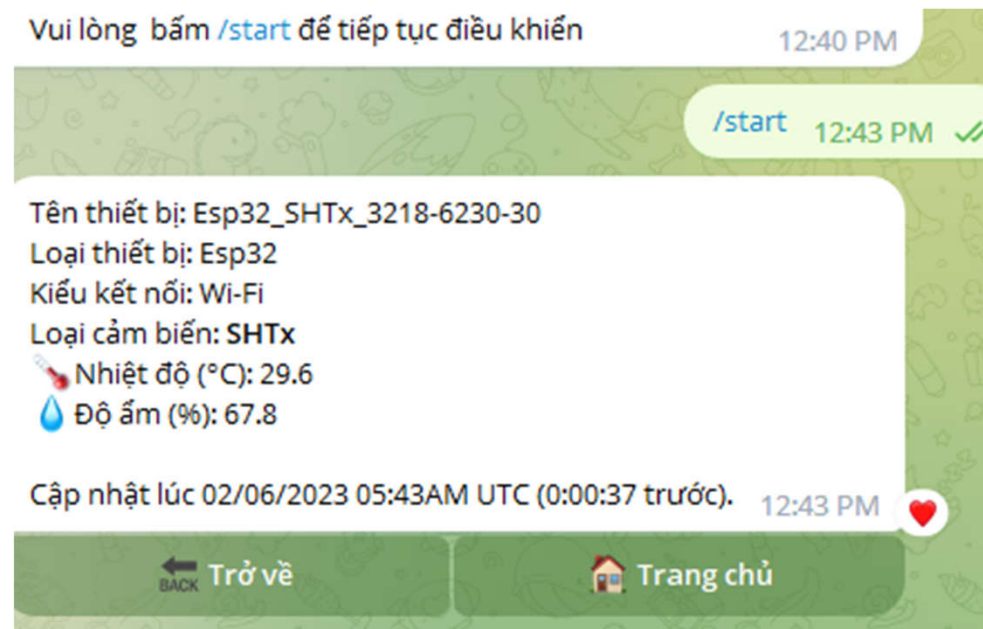 Vui lòng bấm /start để tiếp tục điều khiển
12:40 PM
/start 12:43 PM
Tên thiết bị: Esp32_SHTx_3218-6230-30
Loại thiết bị: Esp32
Kiểu kết nối: Wi-Fi
Loại cảm biến: SHTx
Nhiệt độ (°C): 29.6
Độ ẩm (%): 67.8
Cập nhật lúc 02/06/2023 05:43AM UTC (0:00:37 trước). 12:43 PM
BACK Trở về
Trang chủ